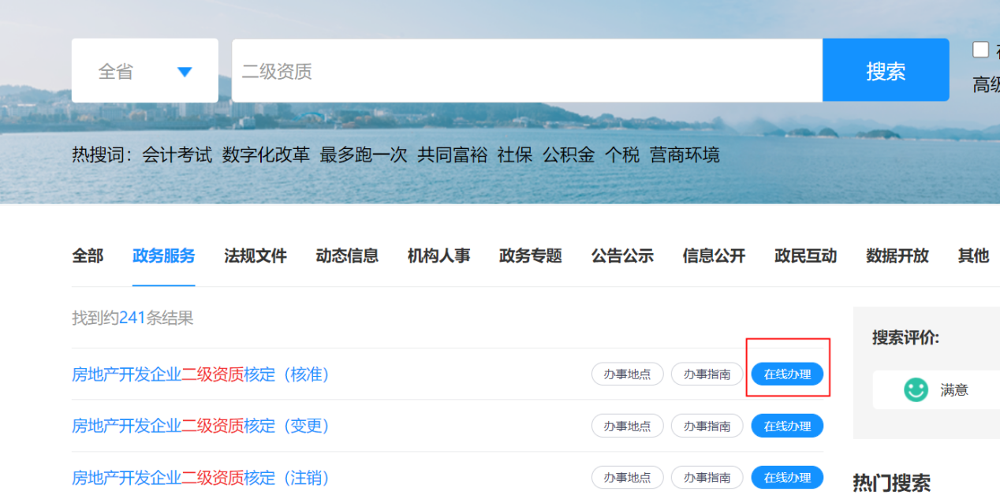 全省 二级资质 搜索
高级
热搜词：会计考试 数字化改革 最多跑一次 共同富裕 社保 公积金 个税 营商环境
全部 政务服务 法规文件 动态信息 机构人事 政务专题 公告公示 信息公开 政民互动 数据开放 其他
找到约241条结果
搜索评价:
房地产开发企业二级资质核定（核准） 办事地点 办事指南 在线办理
满意
房地产开发企业二级资质核定（变更） 办事地点 办事指南 在线办理
房地产开发企业二级资质核定（注销） 办事地点 办事指南 在线办理
热门搜索